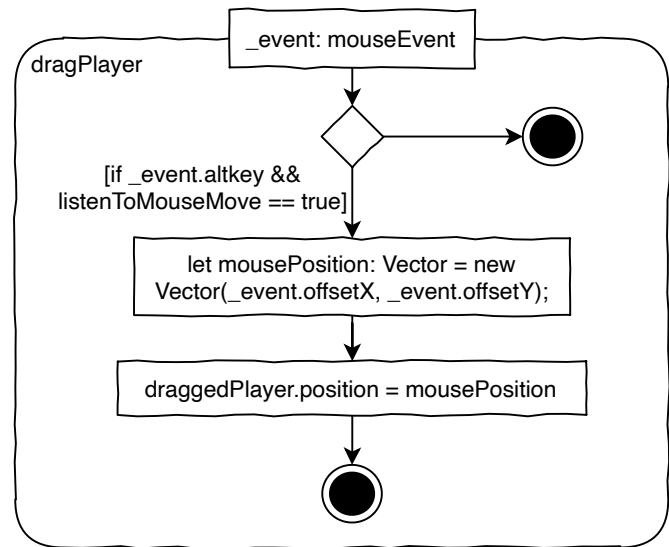 _event: mouseEvent
dragPlayer
[if _event.altkey &&
listenToMouseMove == true]
let mousePosition: Vector = new
Vector(_event.offsetX, _event.offsetY);
draggedPlayer.position = mousePosition